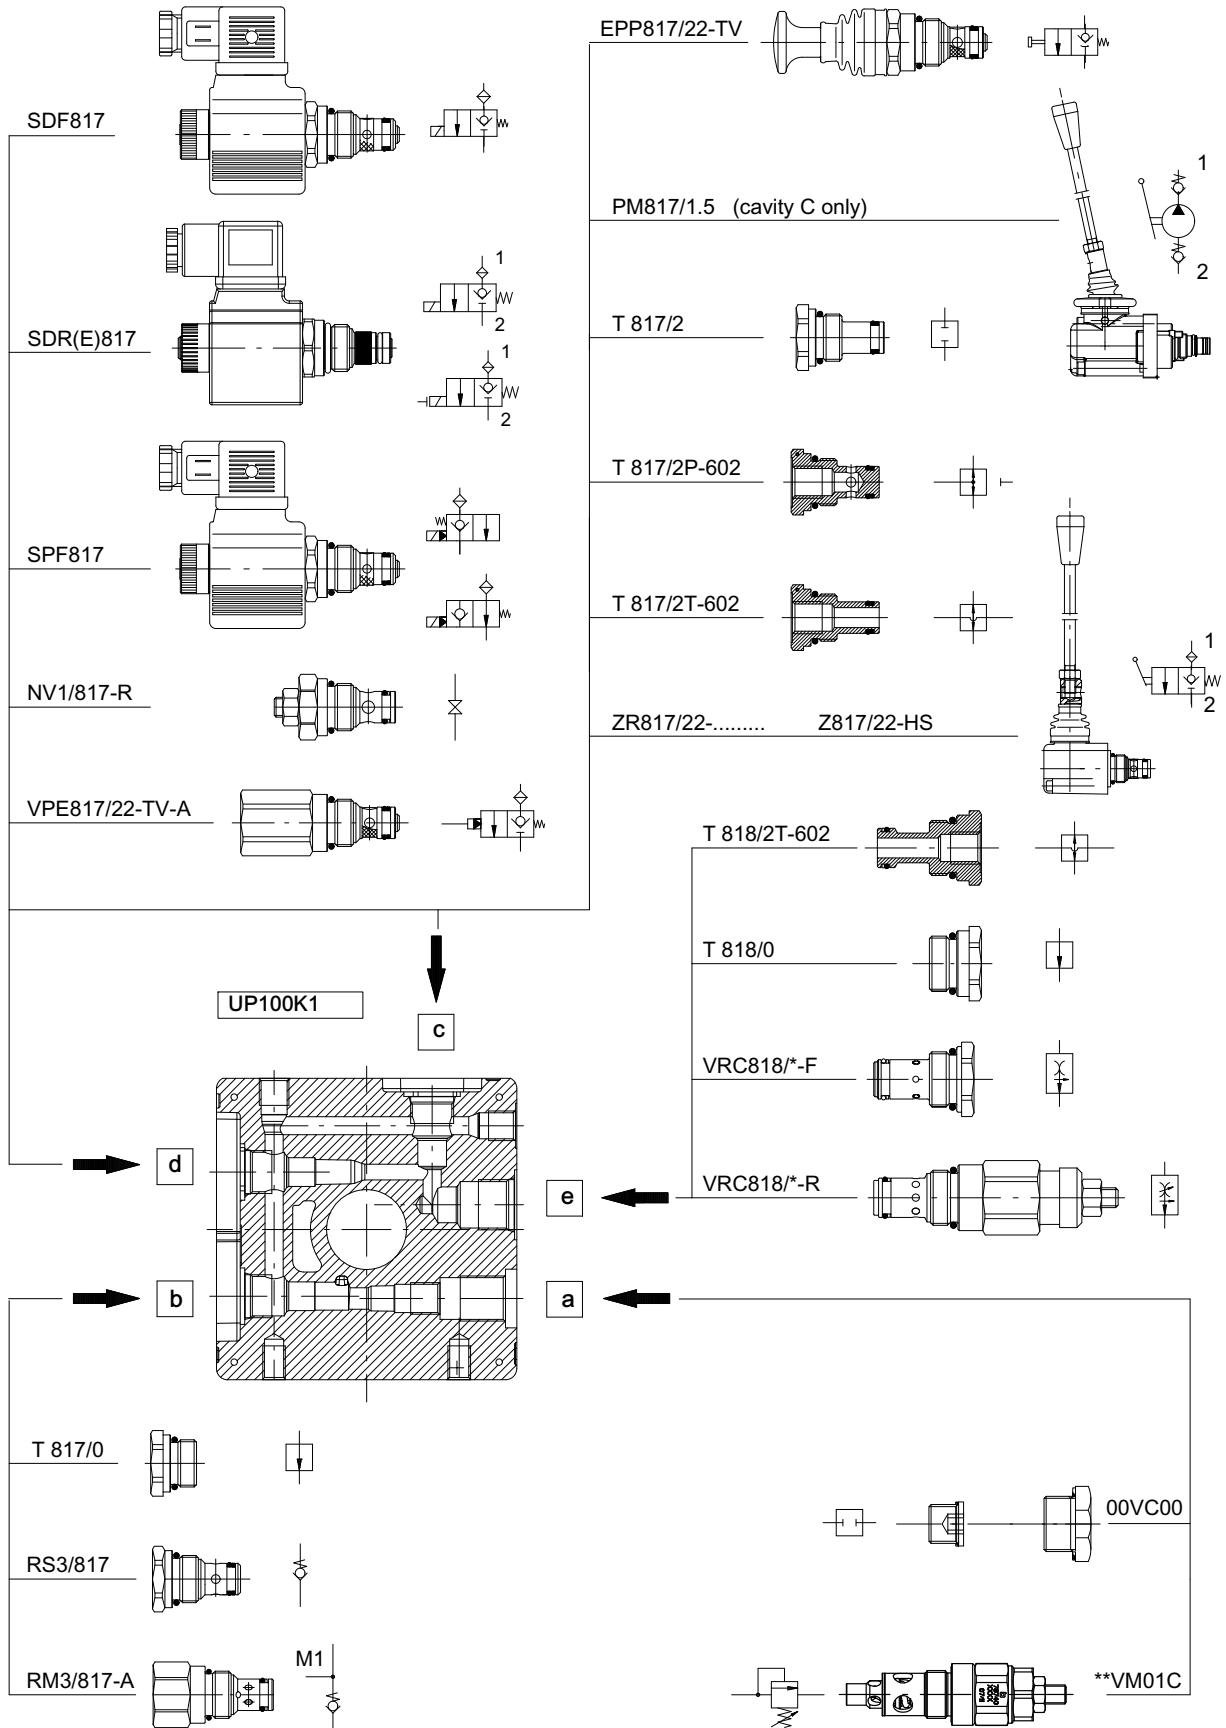 EPP817/22-TV
SDF817
PM817/1.5 (cavity C only)
1
2
SDR(E)817
1
2
1
2
T 817/2
T 817/2P-602
SPF817
T 817/2T-602
NV1/817-R
ZR817/22-......... Z817/22-HS
1
2
VPE817/22-TV-A
T 818/2T-602
T 818/0
UP100K1
c
VRC818/*-F
d
e
VRC818/*-R
b
a
T 817/0
00VC00
RS3/817
RM3/817-A
M1
**VM01C